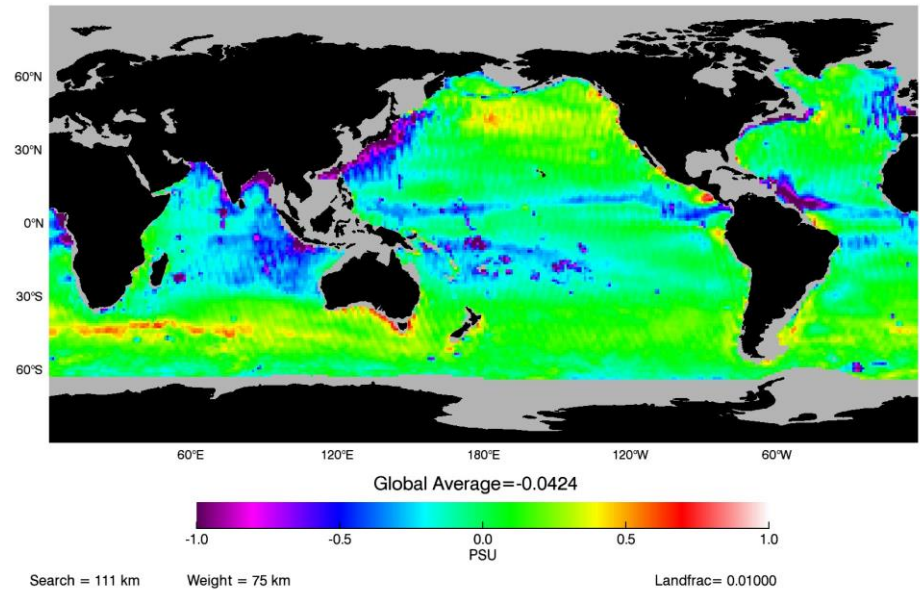 60°N
30°N
0°N
30°S
60°S
60°E 120°E 180°E 120°W 60°W
Global Average=-0.0424
-1.0 -0.5 0.0 0.5 1.0
PSU
Search = 111 km Weight = 75 km Landfrac= 0.01000